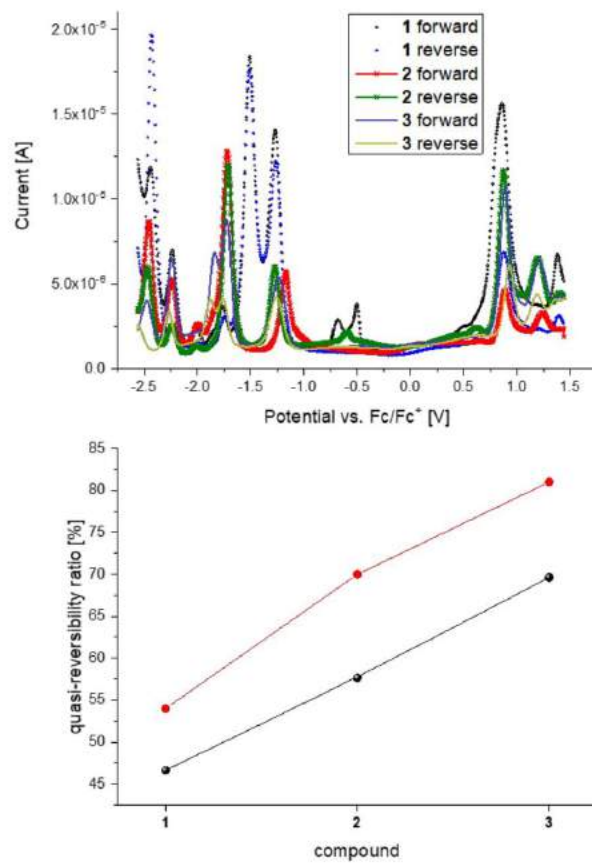 2.0x10⁻⁵
1.5x10⁻⁵
1.0x10⁻⁵
5.0x10⁻⁶
0.0
Current [A]
1 forward
1 reverse
2 forward
2 reverse
3 forward
3 reverse
-2.5 -2.0 -1.5 -1.0 -0.5 0.0 0.5 1.0 1.5
Potential vs. Fc/Fc⁺ [V]
85
80
75
70
65
60
55
50
45
quasi-reversibility ratio [%]
1 2 3
compound